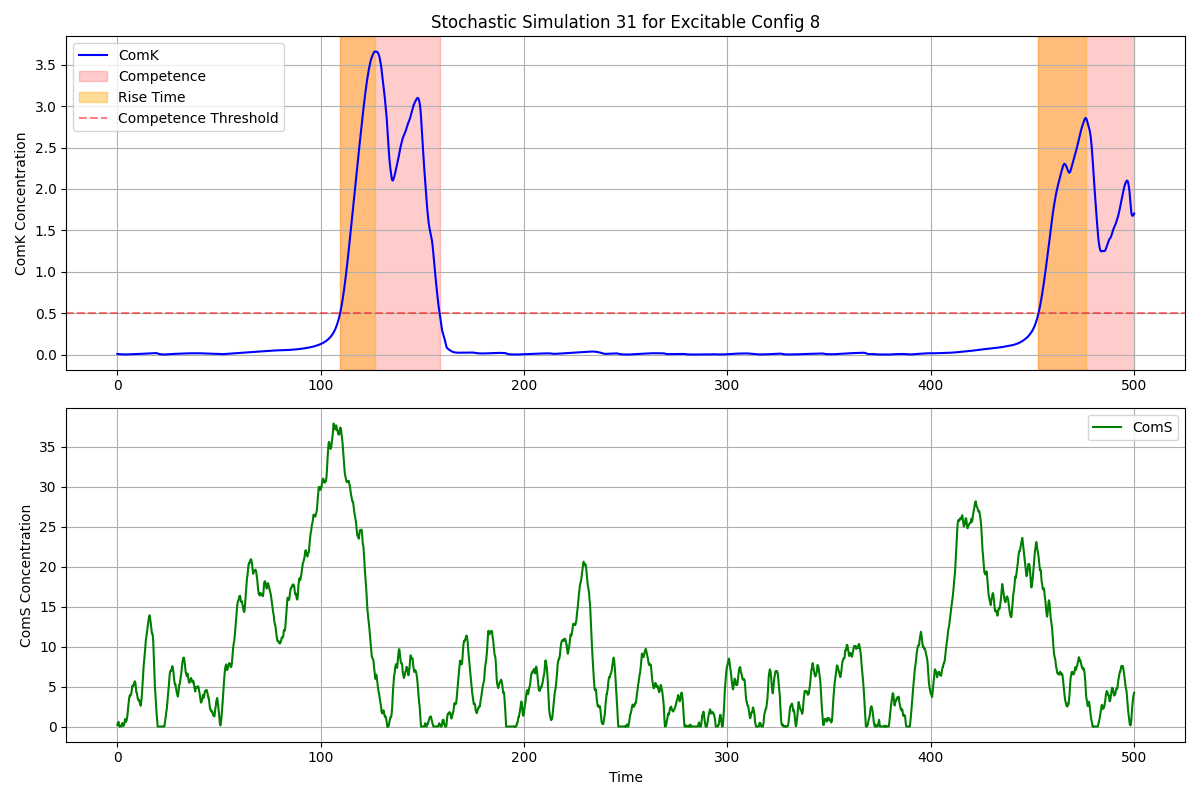 Stochastic Simulation 31 for Excitable Config 8
ComK Concentration
3.5
3.0
2.5
2.0
1.5
1.0
0.5
0.0
ComK
Competence
Rise Time
Competence Threshold
0 100 200 300 400 500
ComS Concentration
35
30
25
20
15
10
5
0
ComS
0 100 200 300 400 500
Time